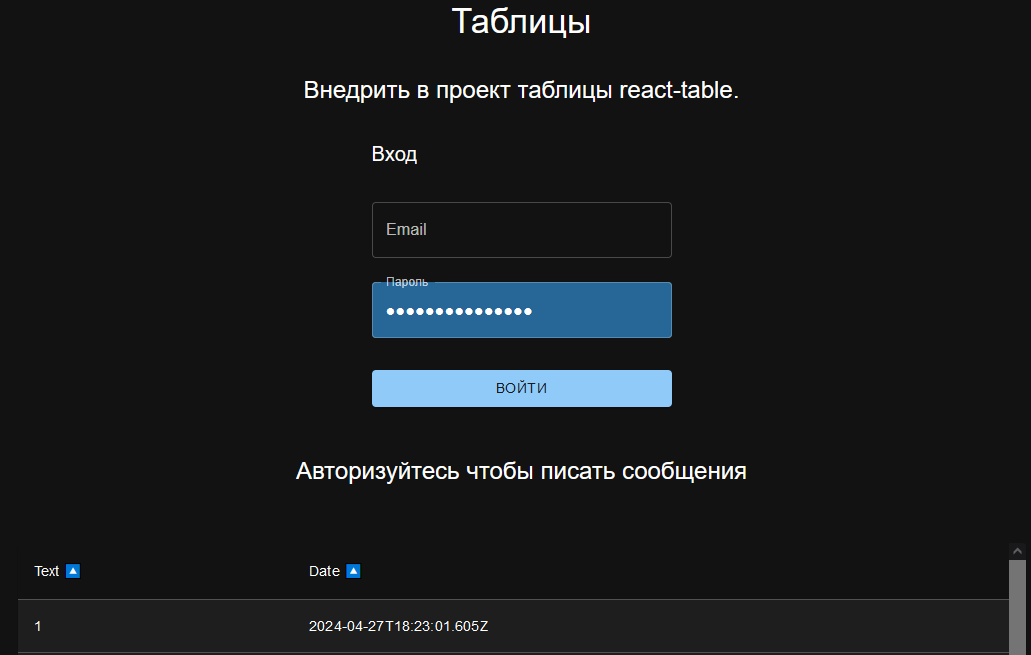 Таблицы
Внедрить в проект таблицы react-table.
Вход
Email
Пароль
●●●●●●●●●●●●●●●
ВОЙТИ
Авторизуйтесь чтобы писать сообщения
Text 🔼 Date 🔼
1 2024-04-27T18:23:01.605Z